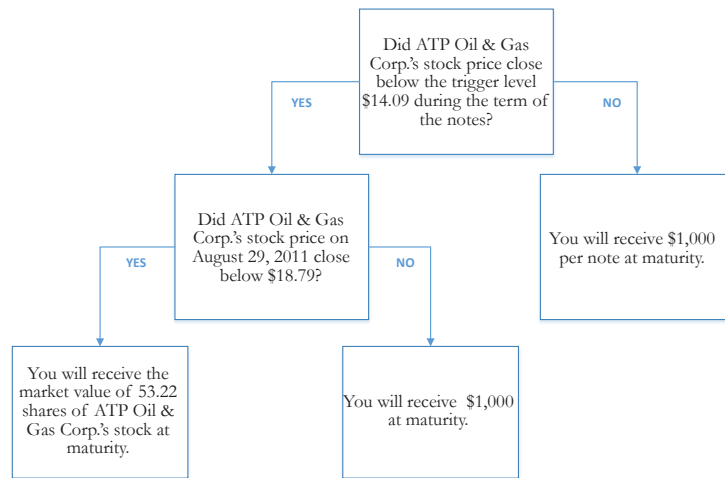 Did ATP Oil & Gas
Corp.'s stock price close
below the trigger level
$14.09 during the term of
the notes?
YES
NO
Did ATP Oil & Gas
Corp.'s stock price on
August 29, 2011 close
below $18.79?
You will receive $1,000
per note at maturity.
YES
NO
You will receive the
market value of 53.22
shares of ATP Oil &
Gas Corp.'s stock at
maturity.
You will receive $1,000
at maturity.